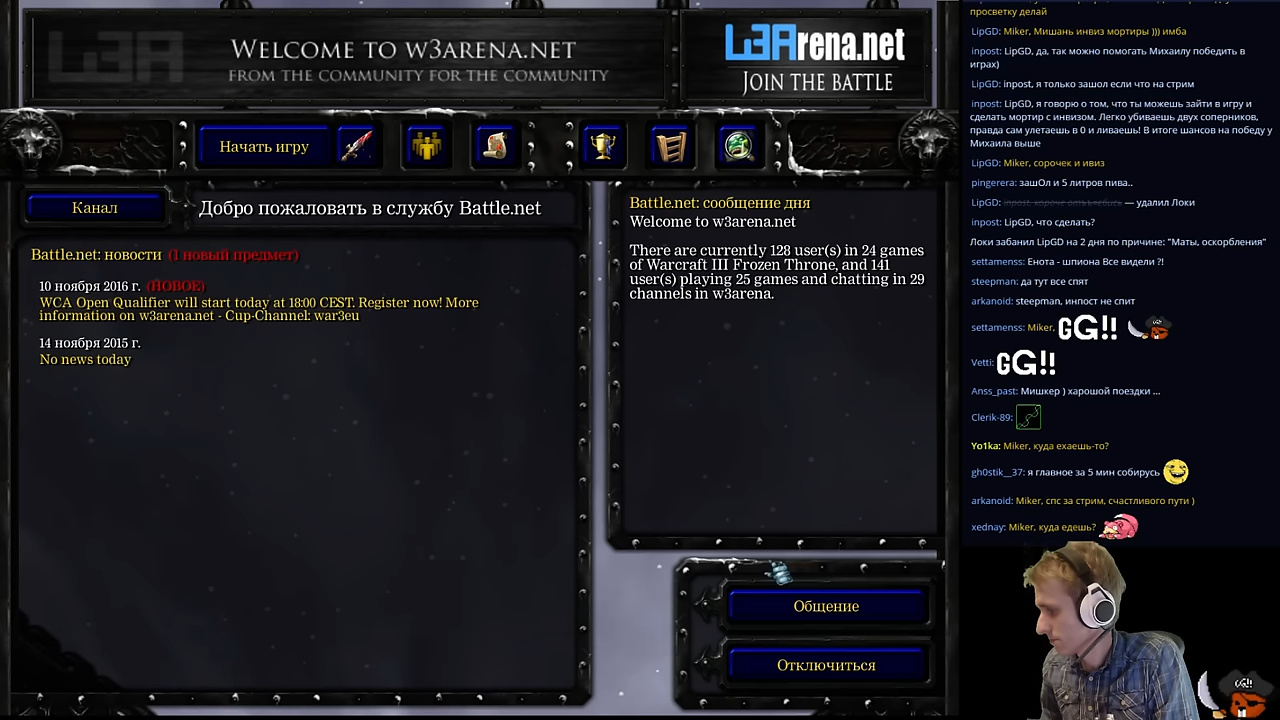 WELCOME TO W3ARENA.NET
FROM THE COMMUNITY FOR THE COMMUNITY
W3Arena.net
JOIN THE BATTLE
Начать игру
Канал
Добро пожаловать в службу Battle.net
Battle.net: новости (1 новый предмет)
10 ноября 2016 г. (НОВОЕ)
WCA Open Qualifier will start today at 18:00 CEST. Register now! More
information on w3arena.net - Cup-Channel: war3eu
14 ноября 2015 г.
No news today
Battle.net: сообщение дня
Welcome to w3arena.net
There are currently 128 user(s) in 24 games
of Warcraft III Frozen Throne, and 141
user(s) playing 25 games and chatting in 29
channels in w3arena.
Общение
Отключиться
просветку делай
LipGD: Miker, Мишань инвиз мортиры ))) имба
inpost: LipGD, да, так можно помогать Михаилу победить в
играх)
LipGD: inpost, я только зашол если что на стрим
inpost: LipGD, я говорю о том, что ты можешь зайти в игру и
сделать мортир с инвизом. Легко убиваешь двух соперников,
правда сам улетаешь в 0 и ливаешь! В итоге шансов на победу у
Михаила выше
LipGD: Miker, сорочек и ивиз
pingerera: зашОл и 5 литров пива..
LipGD: — удалил Локи
inpost: LipGD, что сделать?
Локи забанил LipGD на 2 дня по причине: "Маты, оскорбления"
settamenss: Енота - шпиона Все видели ?!
steepman: да тут все спят
arkanoid: steepman, инпост не спит
settamenss: Miker, GG!!
Vetti: GG!!
Anss_past: Мишкер ) харошой поездки ...
Clerik-89:
Yo1ka: Miker, куда ехаешь-то?
gh0stik__37: я главное за 5 мин собирусь
arkanoid: Miker, спс за стрим, счастливого пути )
xednay: Miker, куда едешь?
GG!!